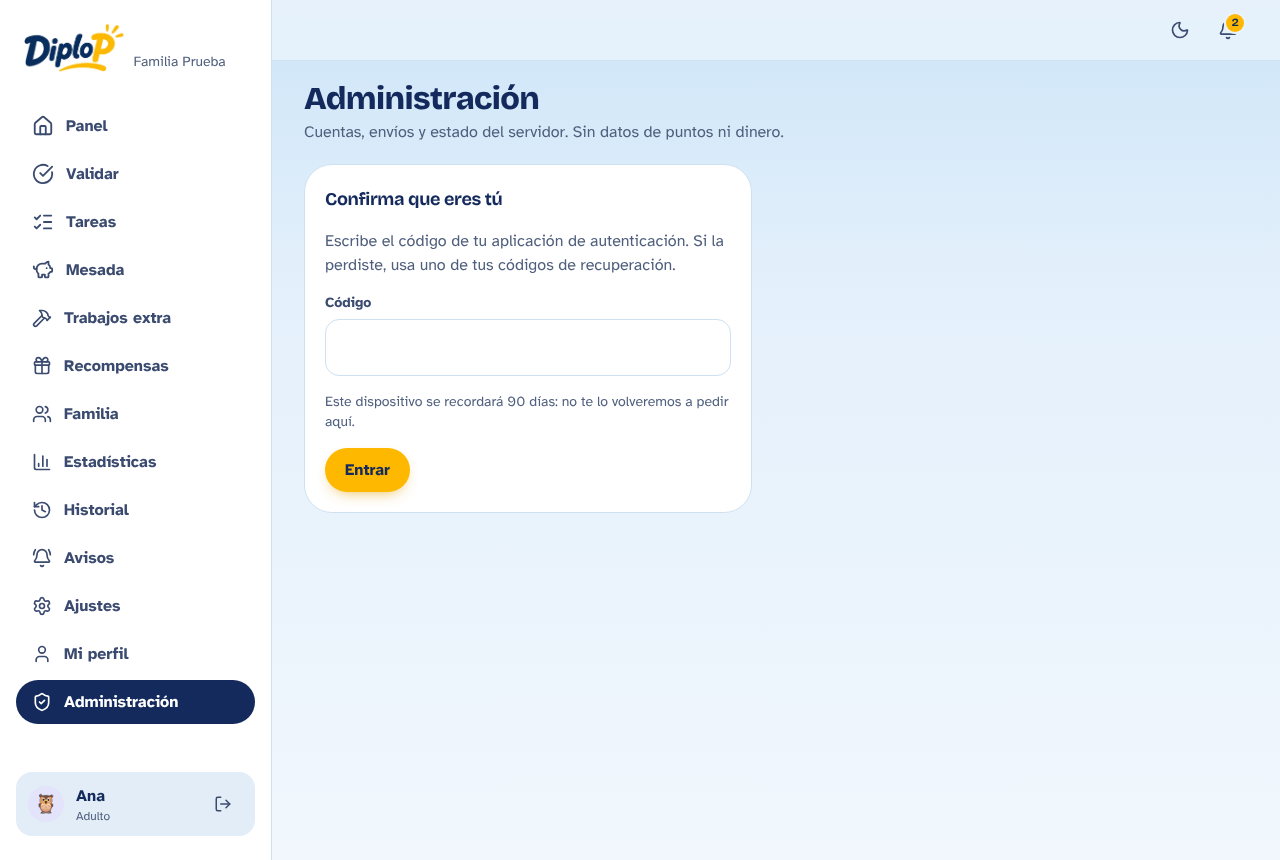 DiploP
Familia Prueba
Panel
Validar
Tareas
Mesada
Trabajos extra
Recompensas
Familia
Estadísticas
Historial
Avisos
Ajustes
Mi perfil
Administración
Ana
Adulto
2
Administración
Cuentas, envíos y estado del servidor. Sin datos de puntos ni dinero.
Confirma que eres tú
Escribe el código de tu aplicación de autenticación. Si la
perdiste, usa uno de tus códigos de recuperación.
Código
Este dispositivo se recordará 90 días: no te lo volveremos a pedir
aquí.
Entrar